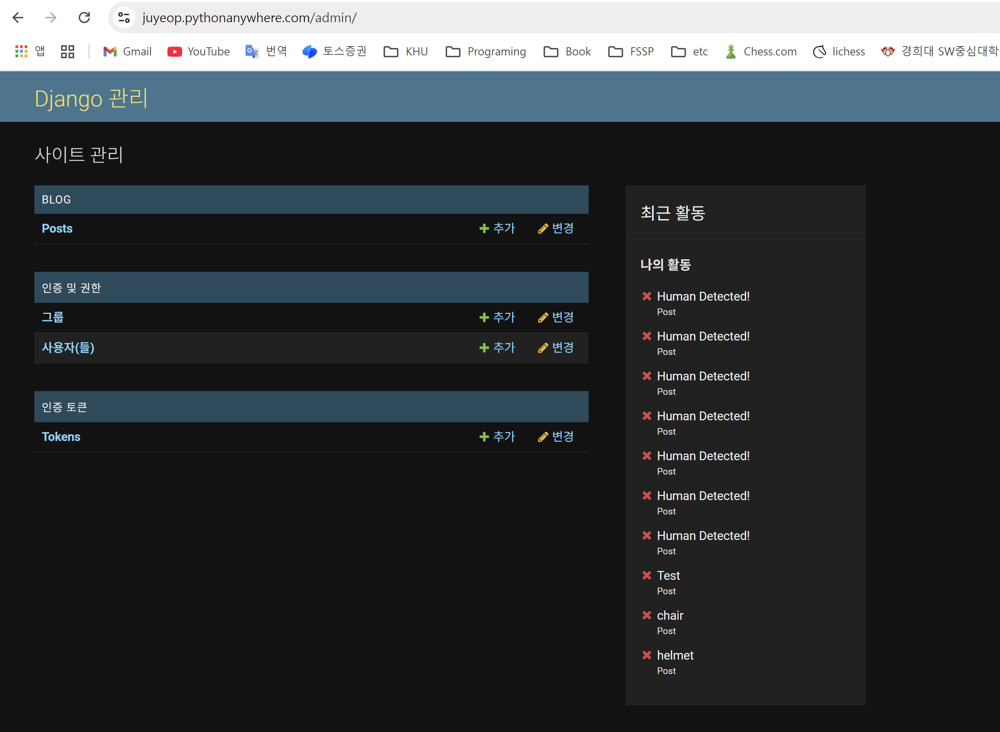 juyeop.pythonanywhere.com/admin/
앱 Gmail YouTube 번역 토스증권 KHU Programing Book FSSP etc Chess.com lichess 경희대 SW중심대학
Django 관리
사이트 관리
BLOG
Posts 추가 변경
인증 및 권한
그룹 추가 변경
사용자(들) 추가 변경
인증 토큰
Tokens 추가 변경
최근 활동
나의 활동
Human Detected!
Post
Human Detected!
Post
Human Detected!
Post
Human Detected!
Post
Human Detected!
Post
Human Detected!
Post
Human Detected!
Post
Test
Post
chair
Post
helmet
Post